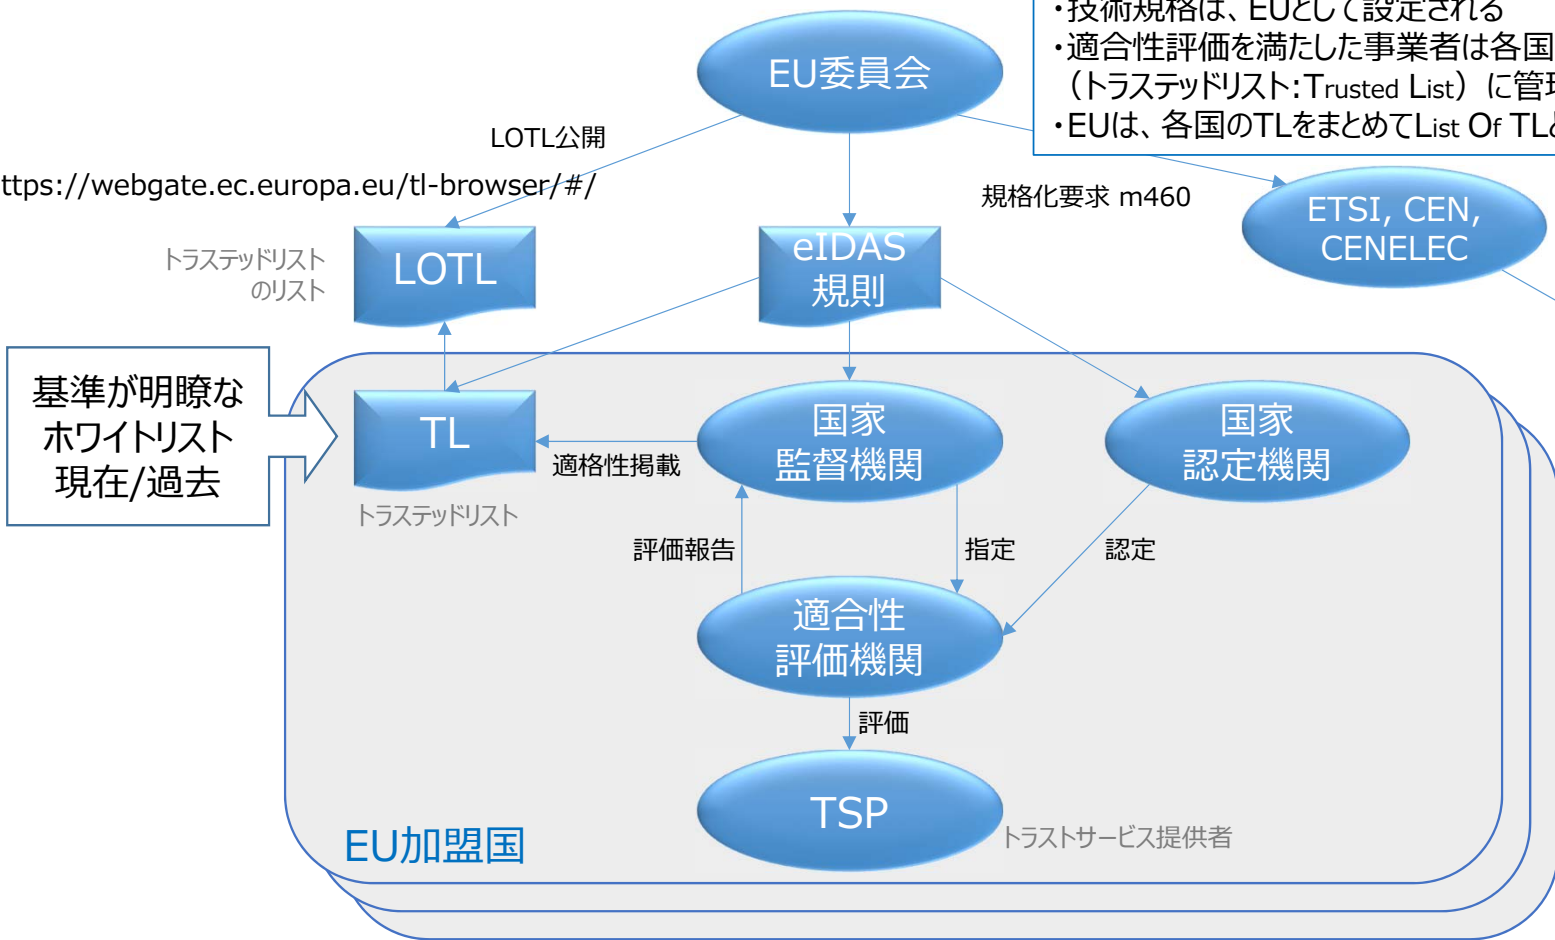 ・技術規格は、EUとして設定される
・適合性評価を満たした事業者は各国
（トラステッドリスト:Trusted List）に管理
・EUは、各国のTLをまとめてList Of TLと
EU委員会
LOTL公開
ttps://webgate.ec.europa.eu/tl-browser/#/
規格化要求 m460
ETSI, CEN,
CENELEC
トラステッドリスト
のリスト
LOTL
eIDAS
規則
基準が明瞭な
ホワイトリスト
現在/過去
TL
トラステッドリスト
適格性掲載
国家
監督機関
国家
認定機関
評価報告
指定
認定
適合性
評価機関
評価
TSP
トラストサービス提供者
EU加盟国